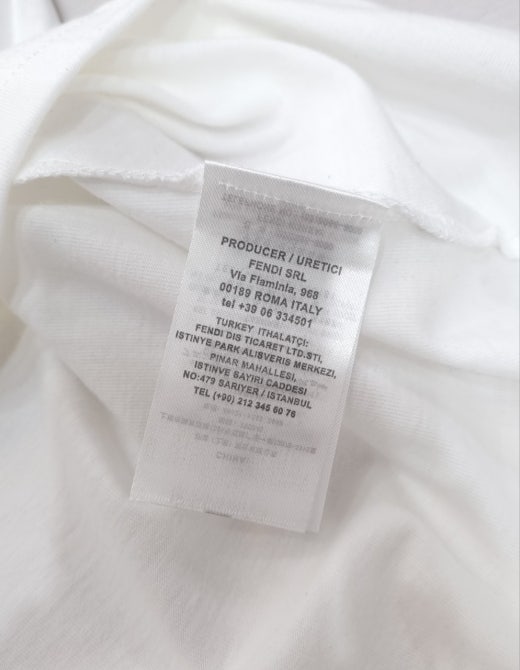 PRODUCER / URETICI
FENDI SRL
Via Flaminia, 968
00189 ROMA ITALY
tel +39 06 334501
TURKEY ITHALATÇI:
FENDI DIS TICARET LTD.STI,
ISTINYE PARK ALISVERIS MERKEZI,
PINAR MAHALLESI,
ISTINVE SAYIRI CADDESI
NO:479 SARIYER / ISTANBUL
TEL (+90) 212 345 60 76